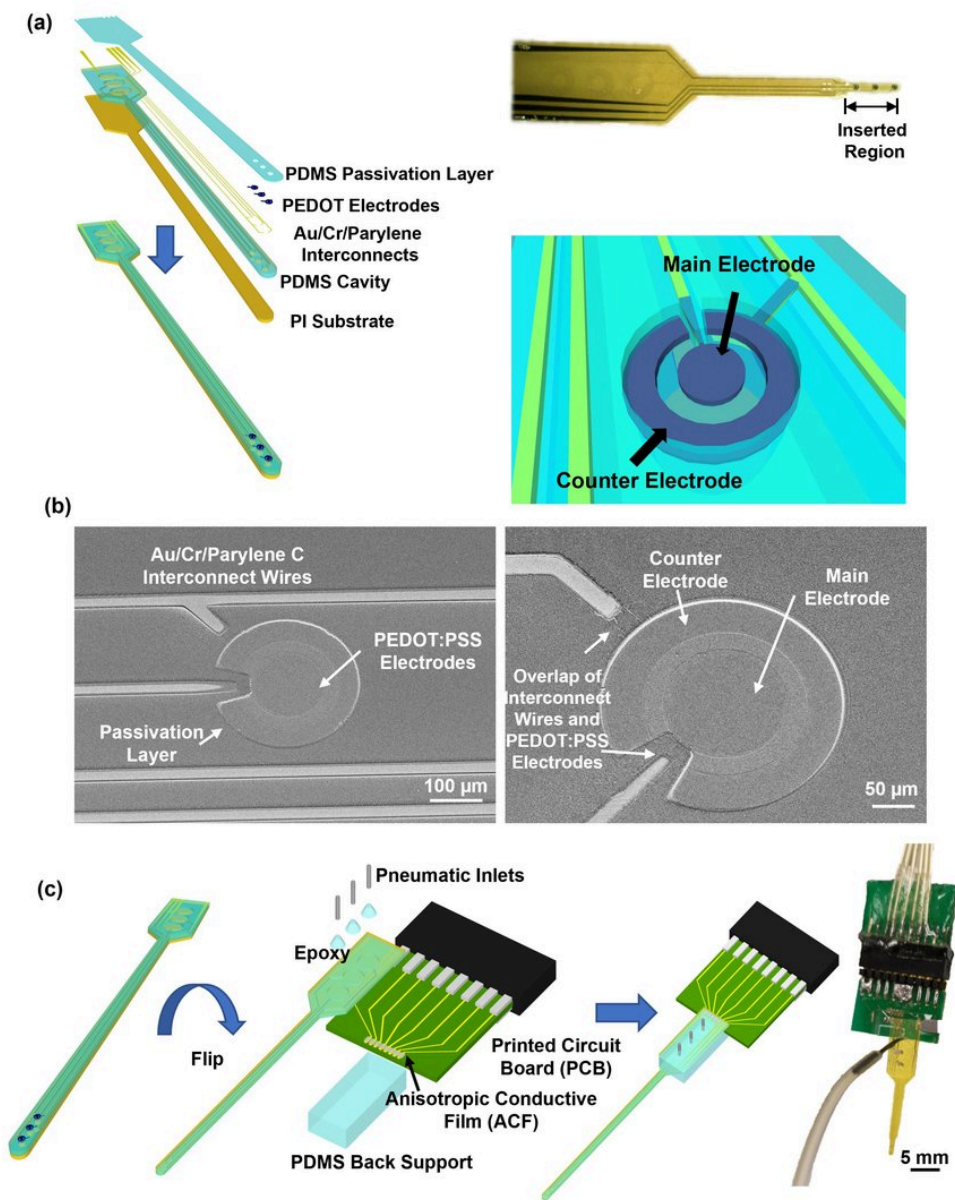 (a)
PDMS Passivation Layer
PEDOT Electrodes
Au/Cr/Parylene
Interconnects
PDMS Cavity
PI Substrate
Inserted
Region
Main Electrode
Counter Electrode
(b)
Au/Cr/Parylene C
Interconnect Wires
PEDOT:PSS
Electrodes
Passivation
Layer
100 μm
Counter
Electrode
Main
Electrode
Overlap of
Interconnect
Wires and
PEDOT:PSS
Electrodes
50 μm
(c)
Flip
Pneumatic Inlets
Epoxy
Printed Circuit
Board (PCB)
Anisotropic Conductive
Film (ACF)
PDMS Back Support
5 mm